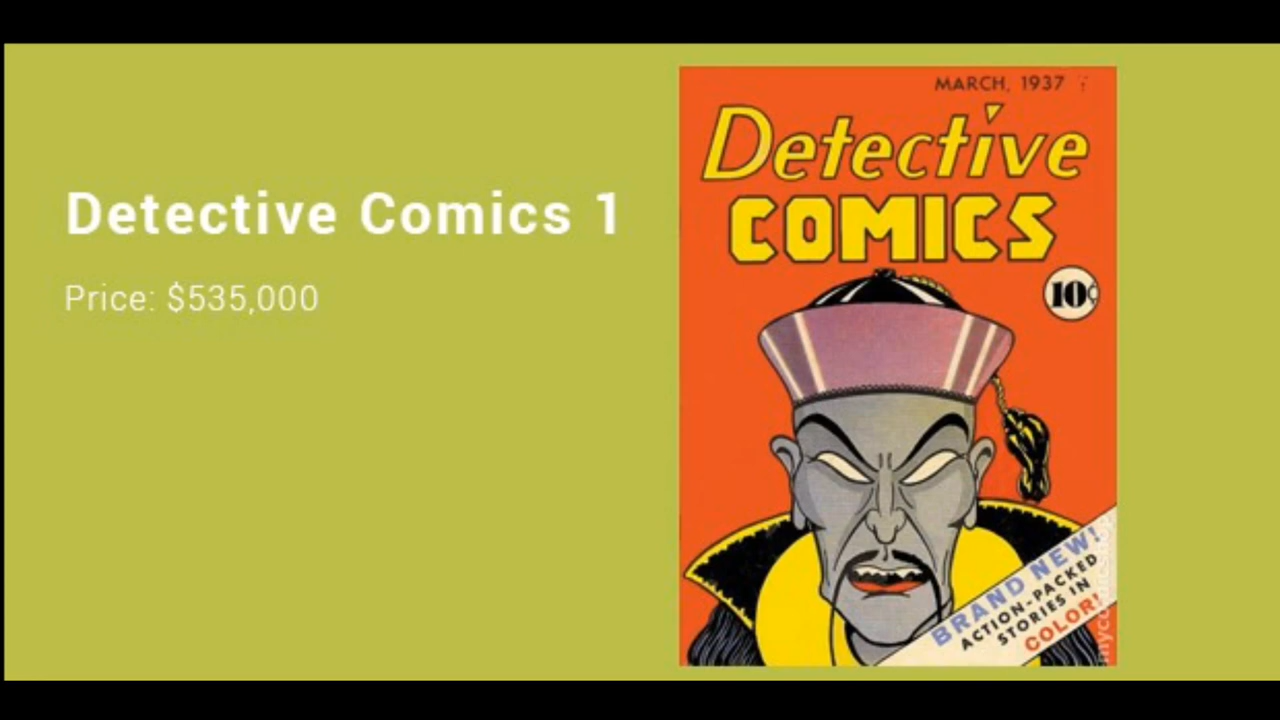 Detective Comics 1
Price: $535,000
MARCH, 1937
Detective
COMICS
10¢
BRAND NEW!
ACTION-PACKED
STORIES IN
COLOR!